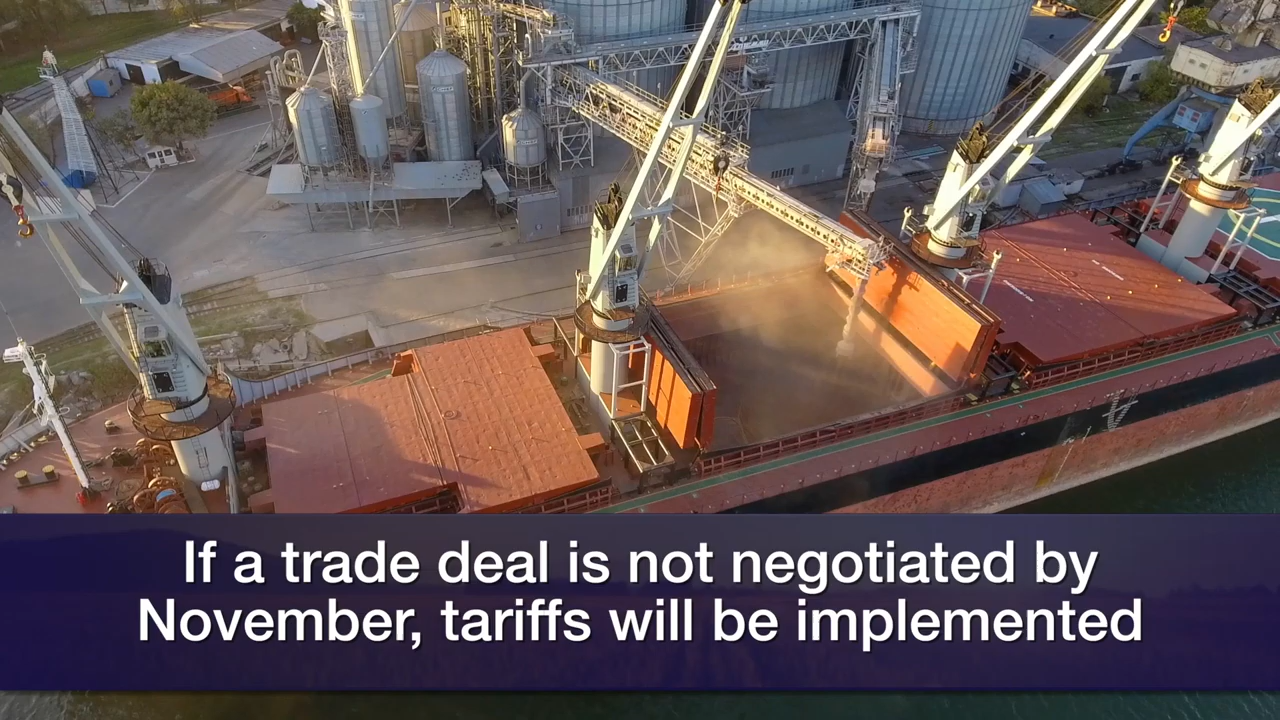 If a trade deal is not negotiated by
November, tariffs will be implemented